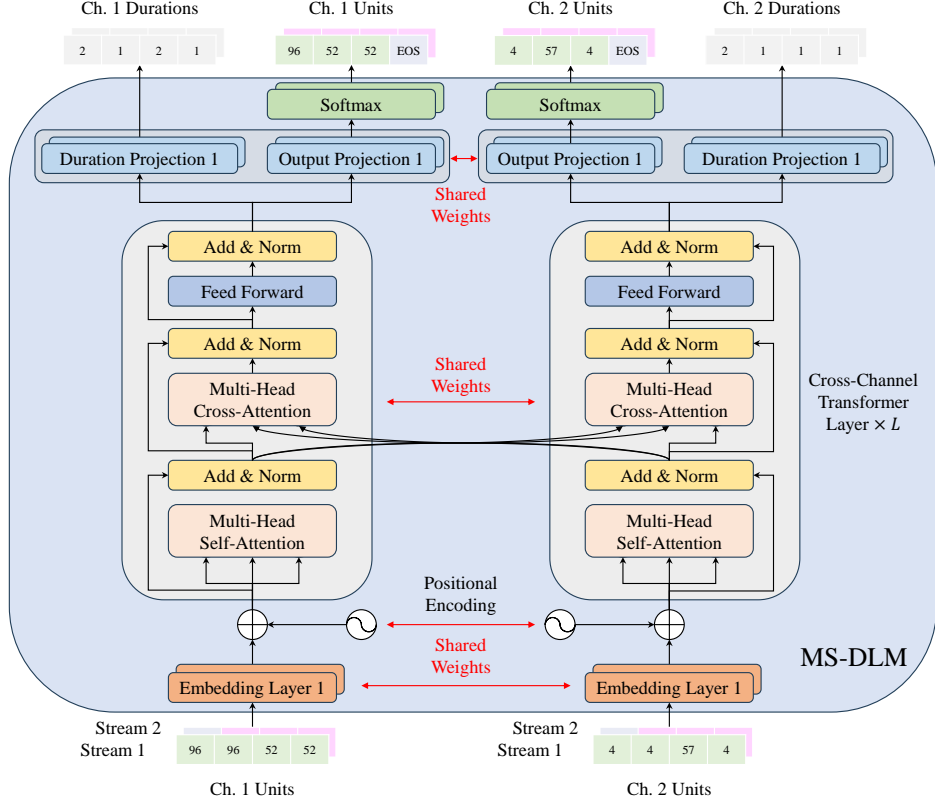 Ch. 1 Durations
Ch. 1 Units
Ch. 2 Units
Ch. 2 Durations
2 1 2 1
96 52 52 EOS
4 57 4 EOS
2 1 1 1
Softmax
Softmax
Duration Projection 1
Output Projection 1
Output Projection 1
Duration Projection 1
Shared
Weights
Add & Norm
Add & Norm
Feed Forward
Feed Forward
Add & Norm
Add & Norm
Multi-Head
Cross-Attention
Shared
Weights
Multi-Head
Cross-Attention
Cross-Channel
Transformer
Layer × L
Add & Norm
Add & Norm
Multi-Head
Self-Attention
Multi-Head
Self-Attention
Positional
Encoding
Shared
Weights
MS-DLM
Embedding Layer 1
Embedding Layer 1
Stream 2
Stream 1
96 96 52 52
Stream 2
Stream 1
4 4 57 4
Ch. 1 Units
Ch. 2 Units